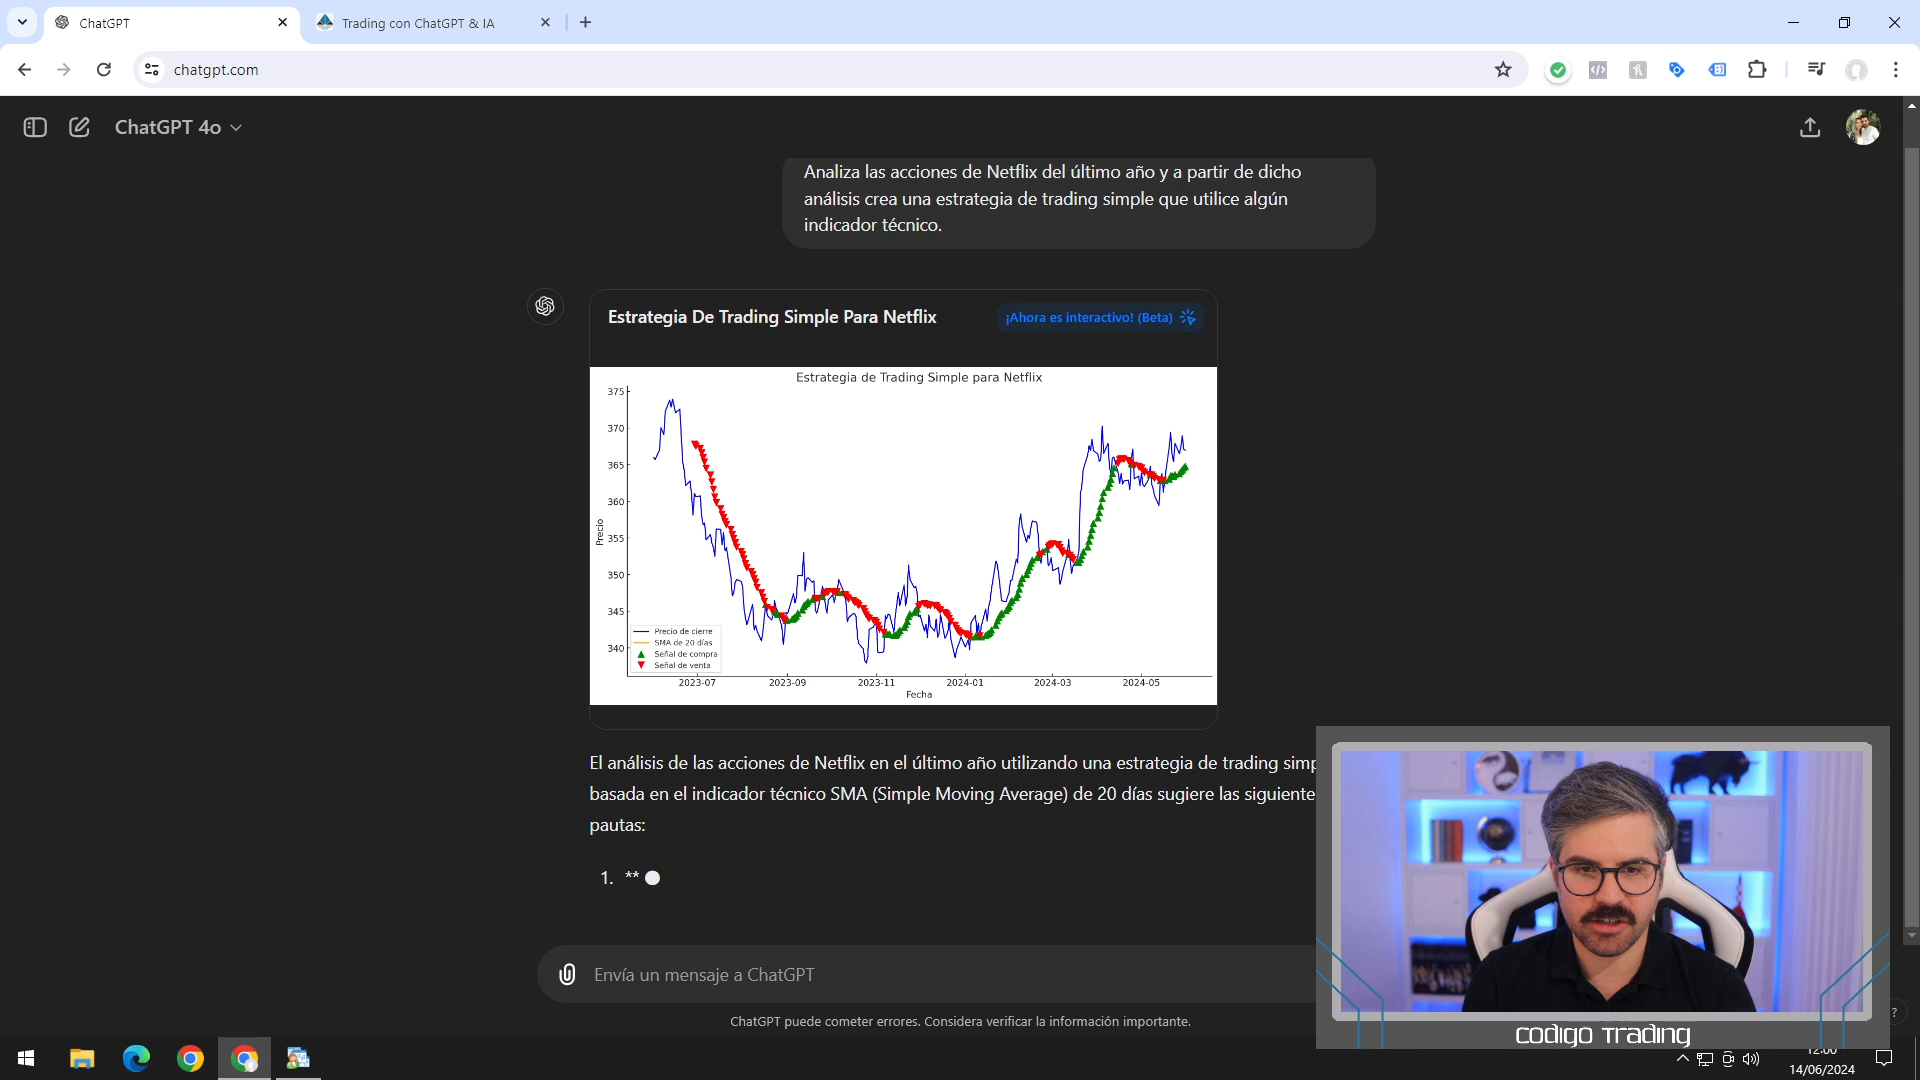 ChatGPT
Trading con ChatGPT & IA
chatgpt.com
ChatGPT 4o
Analiza las acciones de Netflix del último año y a partir de dicho
análisis crea una estrategia de trading simple que utilice algún
indicador técnico.
Estrategia De Trading Simple Para Netflix
¡Ahora es interactivo! (Beta)
Estrategia de Trading Simple para Netflix
375
370
365
360
355
350
345
340
Precio
Precio de cierre
SMA de 20 días
Señal de compra
Señal de venta
2023-07 2023-09 2023-11 2024-01 2024-03 2024-05
Fecha
El análisis de las acciones de Netflix en el último año utilizando una estrategia de trading
basada en el indicador técnico SMA (Simple Moving Average) de 20 días sugiere las
pautas:
1. **
Envía un mensaje a ChatGPT
ChatGPT puede cometer errores. Considera verificar la información importante.
?
CODIGO TRADING
12:00
14/06/2024